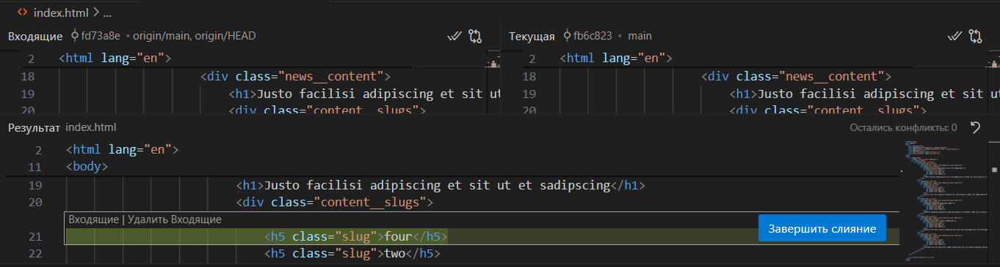 index.html > ...
Входящие fd73a8e • origin/main, origin/HEAD
2 <html lang="en">
18 <div class="news__content">
19 <h1>Justo facilisi adipiscing et sit ut
20 <div class="content__slugs">
Текущая fb6c823 • main
2 <html lang="en">
18 <div class="news__content">
19 <h1>Justo facilisi adipiscing et sit ut
20 <div class="content__slugs">
Результат index.html Остались конфликты: 0
2 <html lang="en">
11 <body>
19 <h1>Justo facilisi adipiscing et sit ut et sadipscing</h1>
20 <div class="content__slugs">
Входящие | Удалить Входящие
Завершить слияние
21 <h5 class="slug">four</h5>
22 <h5 class="slug">two</h5>